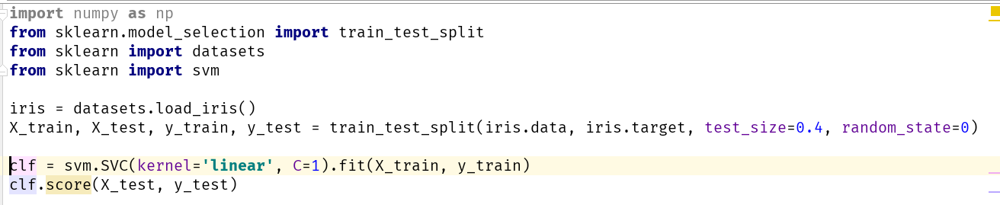 import numpy as np
from sklearn.model_selection import train_test_split
from sklearn import datasets
from sklearn import svm
iris = datasets.load_iris()
X_train, X_test, y_train, y_test = train_test_split(iris.data, iris.target, test_size=0.4, random_state=0)
clf = svm.SVC(kernel='linear', C=1).fit(X_train, y_train)
clf.score(X_test, y_test)